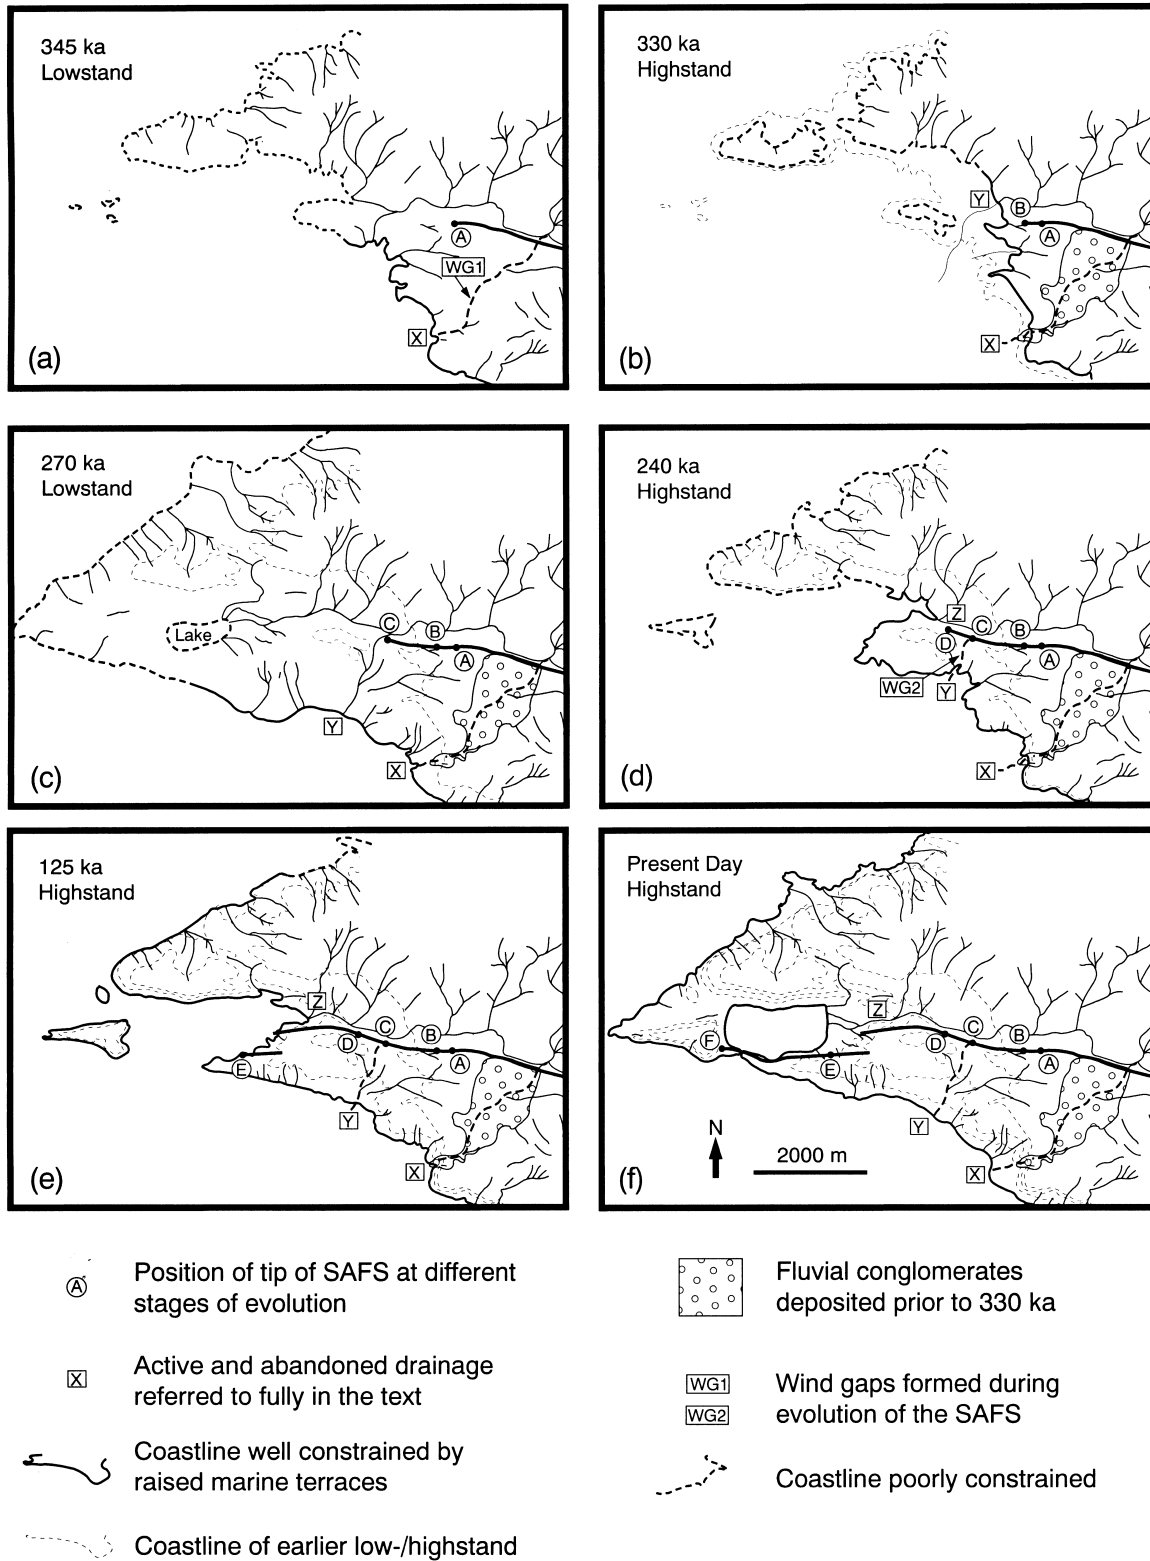 345 ka
Lowstand
A
WG1
X
(a)
330 ka
Highstand
Y
B
A
X
(b)
270 ka
Lowstand
Lake
C
B
A
Y
X
(c)
240 ka
Highstand
Z
C
B
D
A
WG2
Y
X
(d)
125 ka
Highstand
Z
C
B
D
A
E
Y
X
(e)
Present Day
Highstand
Z
C
B
F
D
A
E
Y
N
2000 m
X
(f)
A
Position of tip of SAFS at different
stages of evolution
X
Active and abandoned drainage
referred to fully in the text
Coastline well constrained by
raised marine terraces
Coastline of earlier low-/highstand
Fluvial conglomerates
deposited prior to 330 ka
WG1
WG2
Wind gaps formed during
evolution of the SAFS
Coastline poorly constrained